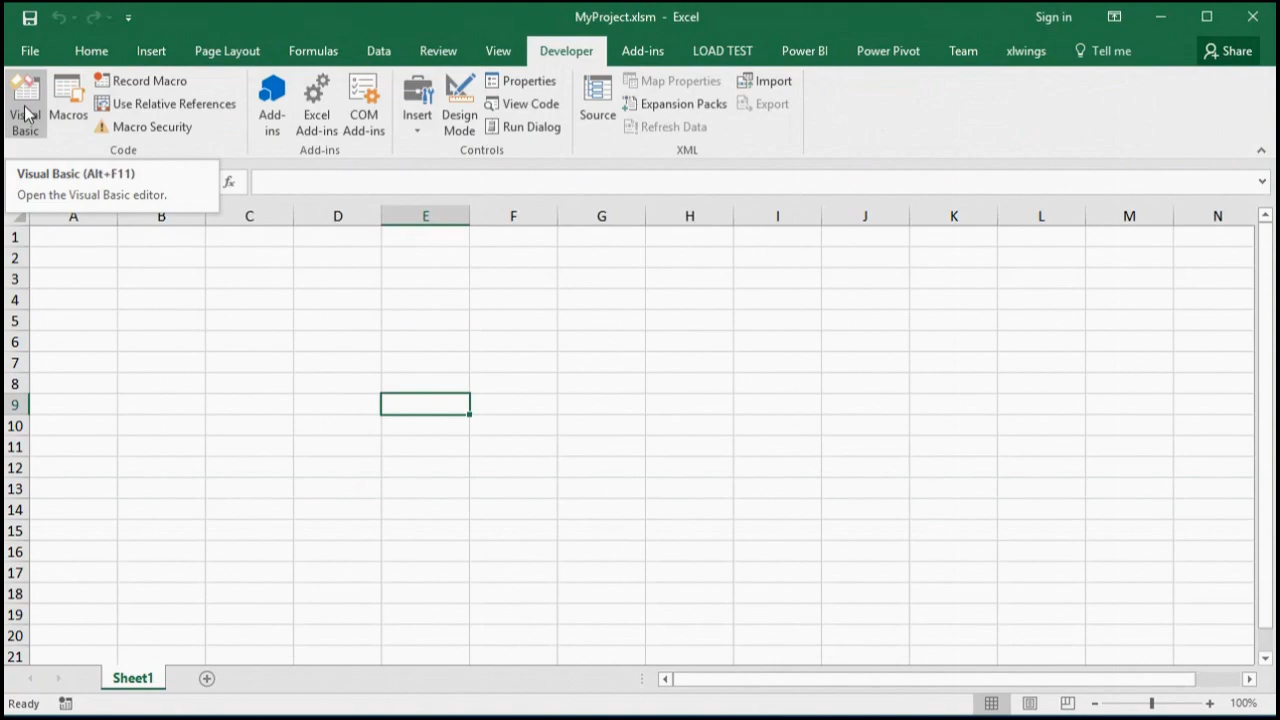 MyProject.xlsm - Excel
Sign in
File Home Insert Page Layout Formulas Data Review View Developer Add-ins LOAD TEST Power BI Power Pivot Team xlwings Tell me Share
Visual Basic
Macros
Record Macro
Use Relative References
Macro Security
Code
Add-ins
Excel Add-ins
COM Add-ins
Add-ins
Insert
Design Mode
Properties
View Code
Run Dialog
Controls
Source
Map Properties
Expansion Packs
Refresh Data
Import
Export
XML
Visual Basic (Alt+F11)
Open the Visual Basic editor.
fx
A B C D E F G H I J K L M N
1
2
3
4
5
6
7
8
9
10
11
12
13
14
15
16
17
18
19
20
21
Sheet1
Ready
100%